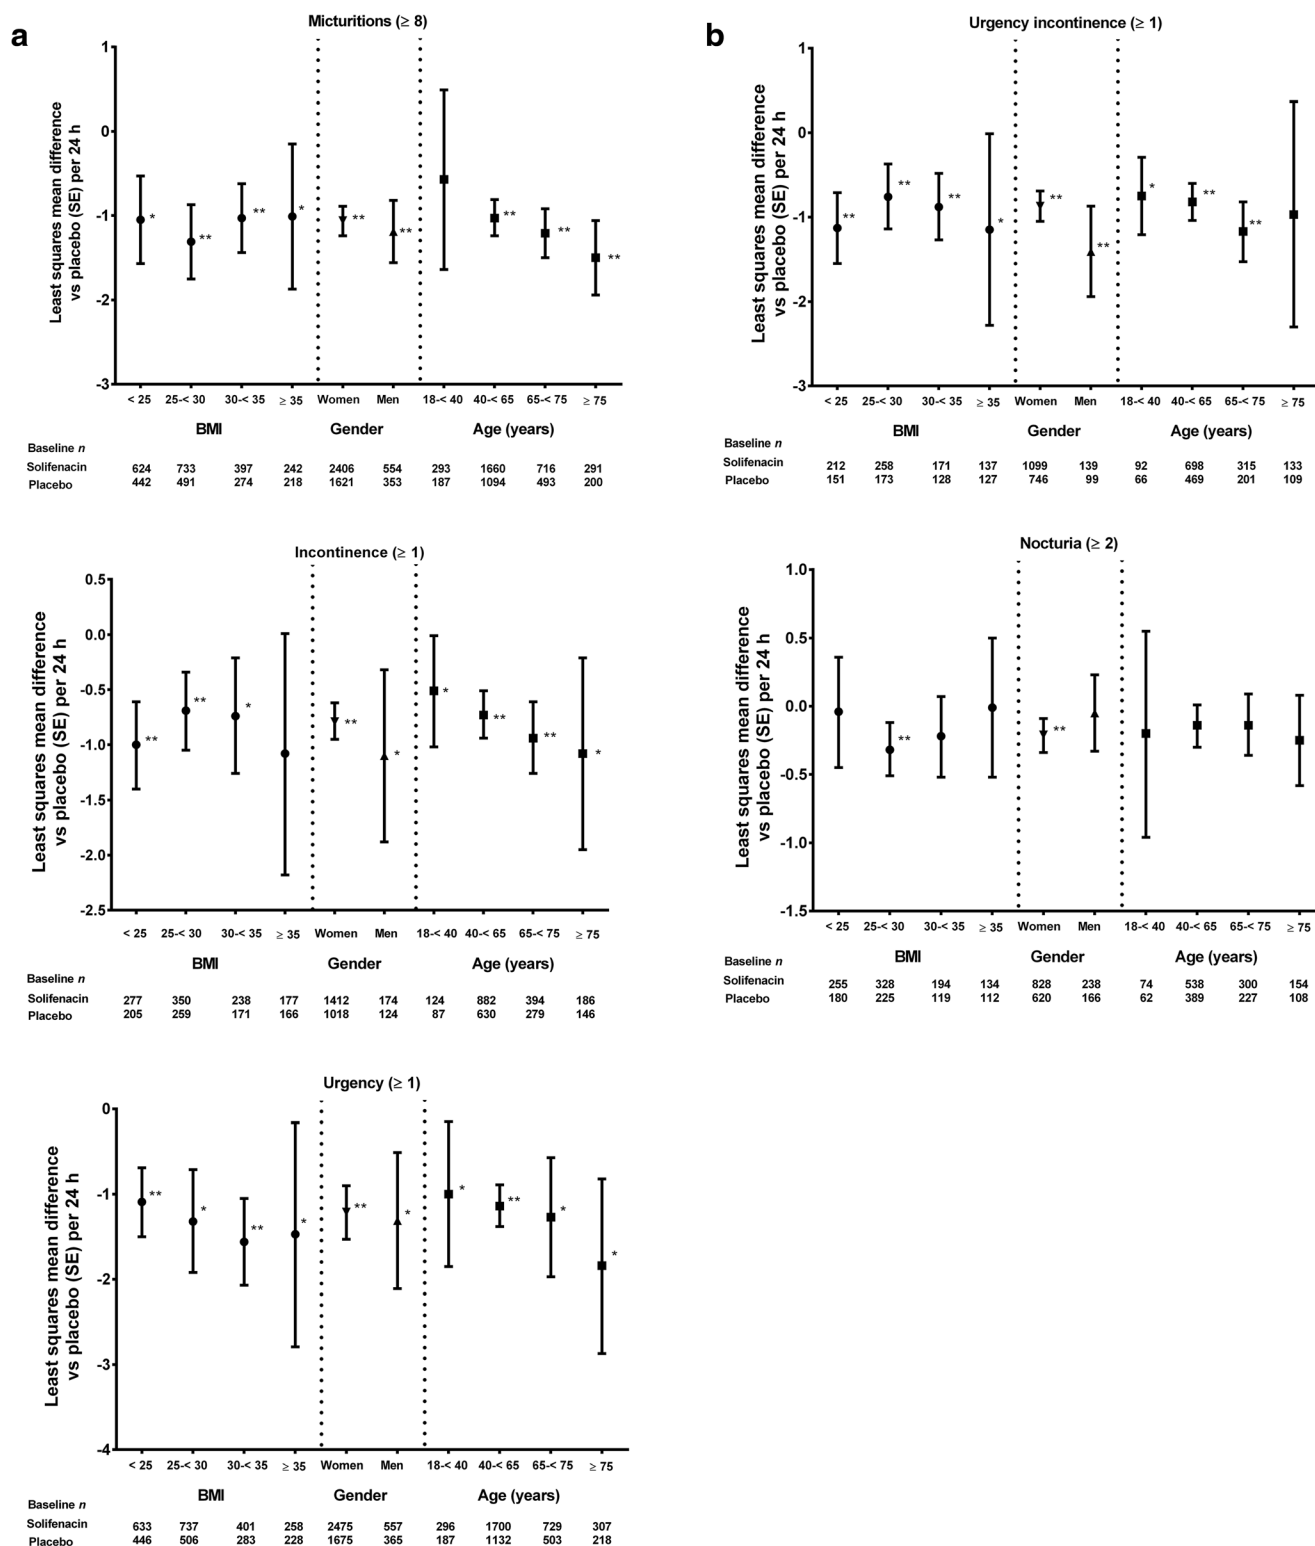 a
Micturitions (≥ 8)
Least squares mean difference
vs placebo (SE) per 24 h
1
0
-1
-2
-3
* ** ** * ** ** ** ** **
< 25 25-< 30 30-< 35 ≥ 35 Women Men 18-< 40 40-< 65 65-< 75 ≥ 75
BMI Gender Age (years)
Baseline n
Solifenacin 624 733 397 242 2406 554 293 1660 716 291
Placebo 442 491 274 218 1621 353 187 1094 493 200
Incontinence (≥ 1)
Least squares mean difference
vs placebo (SE) per 24 h
0.5
0.0
-0.5
-1.0
-1.5
-2.0
-2.5
** ** * ** * * ** ** *
< 25 25-< 30 30-< 35 ≥ 35 Women Men 18-< 40 40-< 65 65-< 75 ≥ 75
BMI Gender Age (years)
Baseline n
Solifenacin 277 350 238 177 1412 174 124 882 394 186
Placebo 205 259 171 166 1018 124 87 630 279 146
Urgency (≥ 1)
Least squares mean difference
vs placebo (SE) per 24 h
0
-1
-2
-3
-4
** * ** * ** * * ** * *
< 25 25-< 30 30-< 35 ≥ 35 Women Men 18-< 40 40-< 65 65-< 75 ≥ 75
BMI Gender Age (years)
Baseline n
Solifenacin 633 737 401 258 2475 557 296 1700 729 307
Placebo 446 506 283 228 1675 365 187 1132 503 218
b
Urgency incontinence (≥ 1)
Least squares mean difference
vs placebo (SE) per 24 h
1
0
-1
-2
-3
** ** ** * ** ** * ** **
< 25 25-< 30 30-< 35 ≥ 35 Women Men 18-< 40 40-< 65 65-< 75 ≥ 75
BMI Gender Age (years)
Baseline n
Solifenacin 212 258 171 137 1099 139 92 698 315 133
Placebo 151 173 128 127 746 99 66 469 201 109
Nocturia (≥ 2)
Least squares mean difference
vs placebo (SE) per 24 h
1.0
0.5
0.0
-0.5
-1.0
-1.5
** **
< 25 25-< 30 30-< 35 ≥ 35 Women Men 18-< 40 40-< 65 65-< 75 ≥ 75
BMI Gender Age (years)
Baseline n
Solifenacin 255 328 194 134 828 238 74 538 300 154
Placebo 180 225 119 112 620 166 62 389 227 108